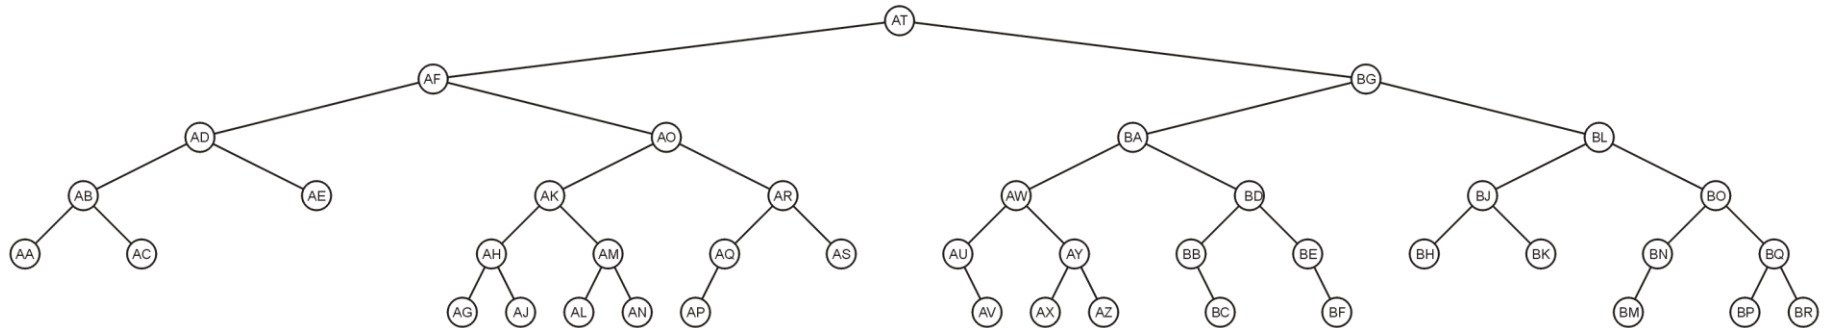 AT
AF BG
AD AO BA BL
AB AE AK AR AW BD BJ BO
AA AC AH AM AQ AS AU AY BB BE BH BK BN BQ
AG AJ AL AN AP AV AX AZ BC BF BM BP BR